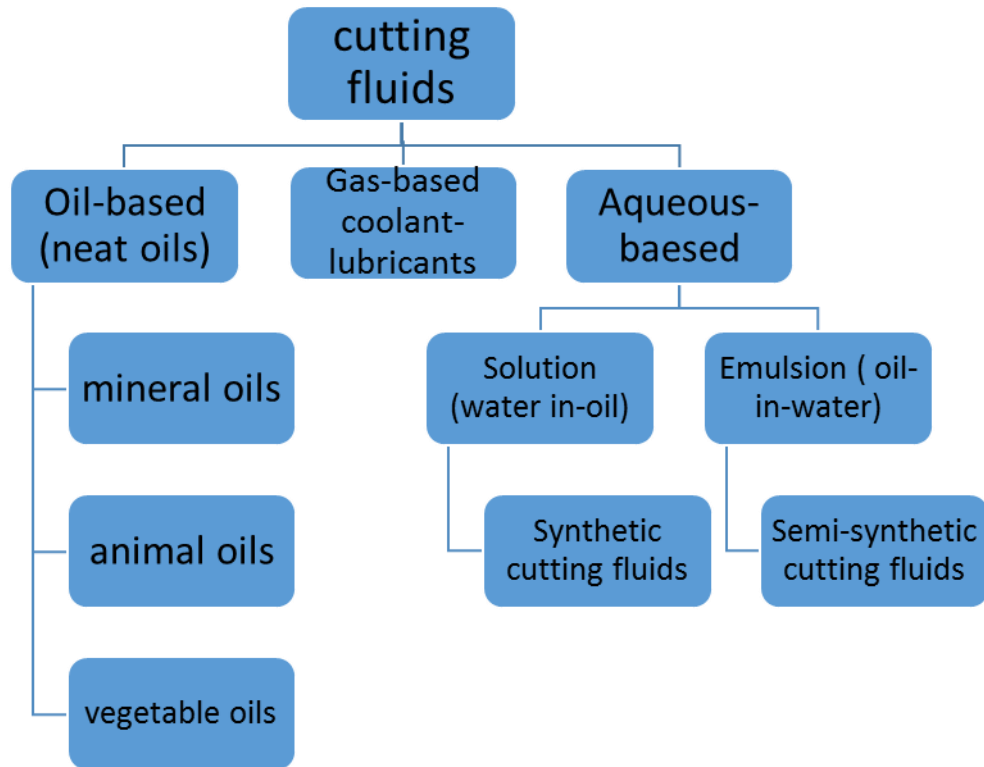 cutting
fluids
Oil-based
(neat oils)
Gas-based
coolant-
lubricants
Aqueous-
baesed
mineral oils
animal oils
vegetable oils
Solution
(water in-oil)
Emulsion ( oil-
in-water)
Synthetic
cutting fluids
Semi-synthetic
cutting fluids